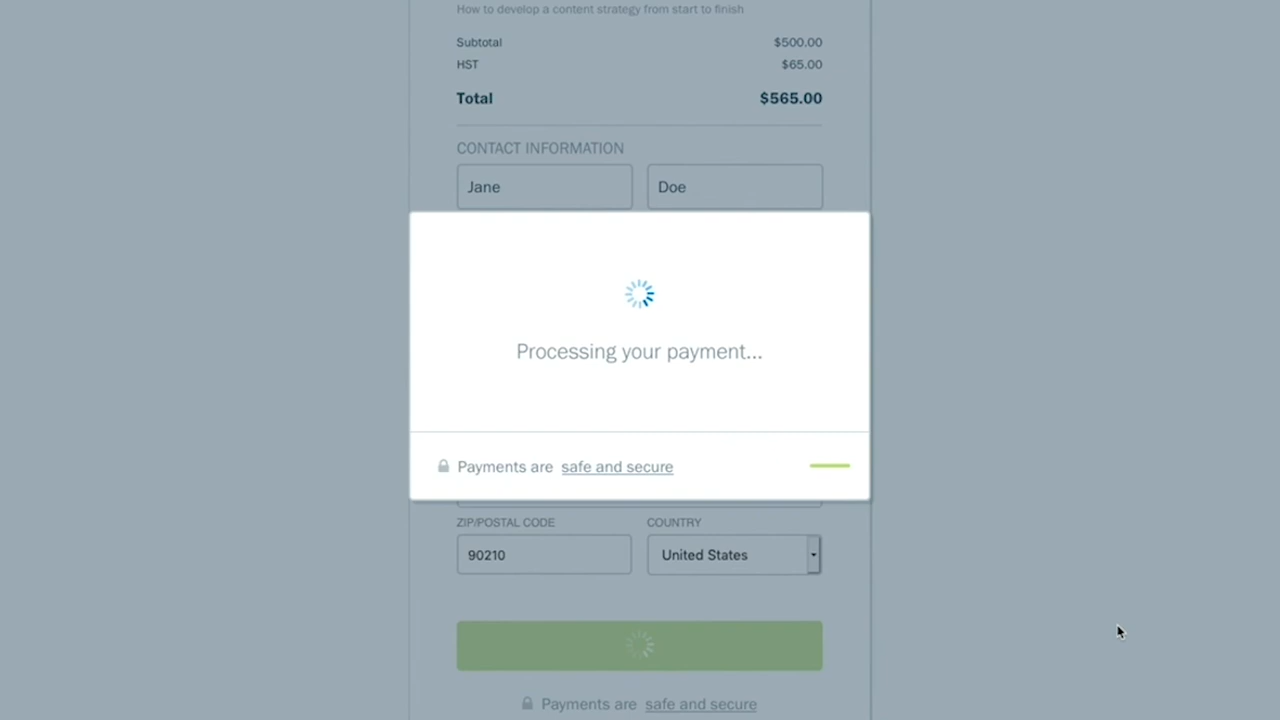 How to develop a content strategy from start to finish
Subtotal $500.00
HST $65.00
Total $565.00
CONTACT INFORMATION
Jane Doe
Processing your payment...
Payments are safe and secure
ZIP/POSTAL CODE COUNTRY
90210 United States
Payments are safe and secure